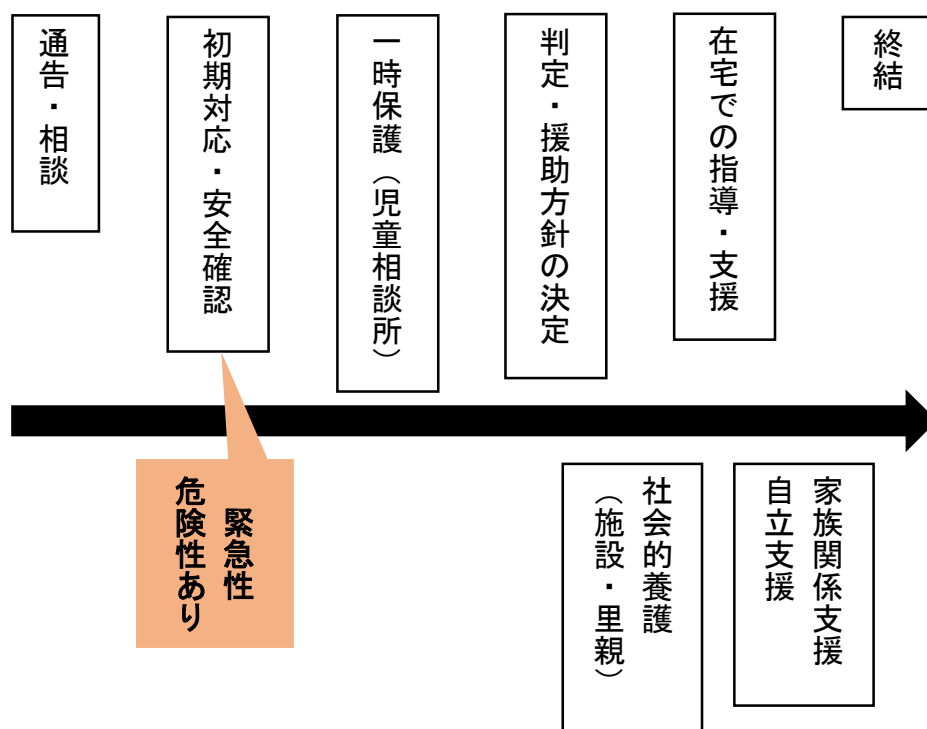 通告・相談
初期対応・安全確認
一時保護（児童相談所）
判定・援助方針の決定
在宅での指導・支援
終結
緊急性
危険性あり
社会的養護
（施設・里親）
家族関係支援
自立支援